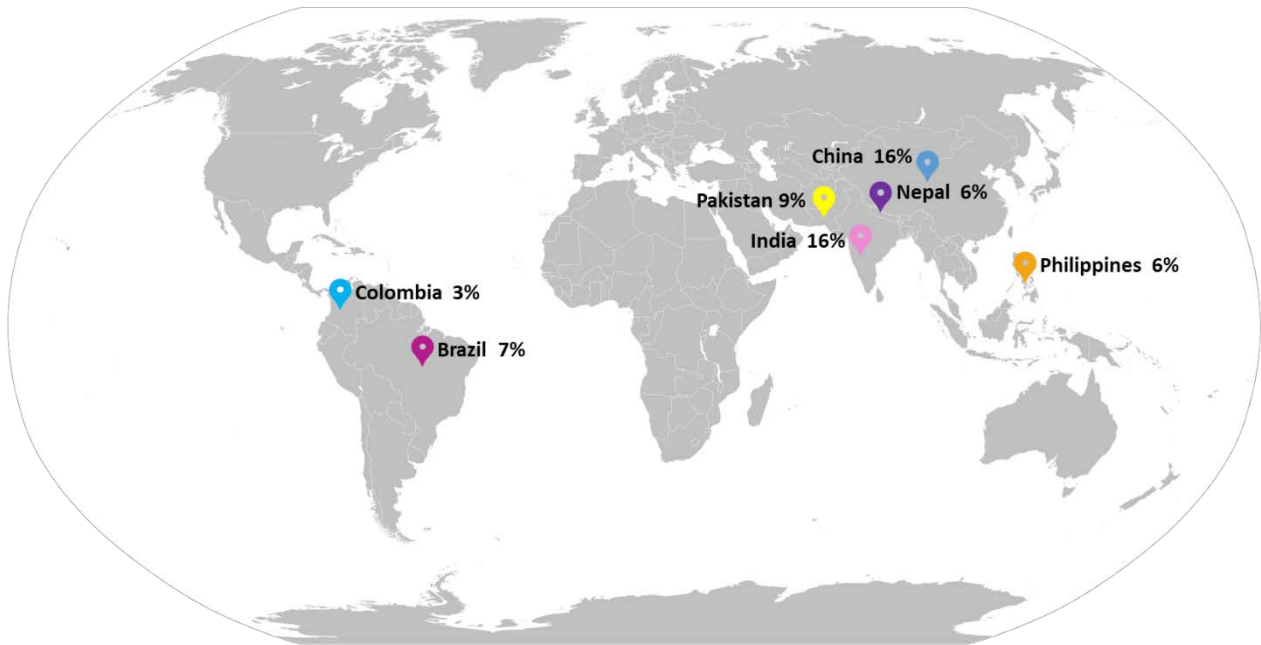 China 16%
Nepal 6%
Pakistan 9%
India 16%
Philippines 6%
Colombia 3%
Brazil 7%